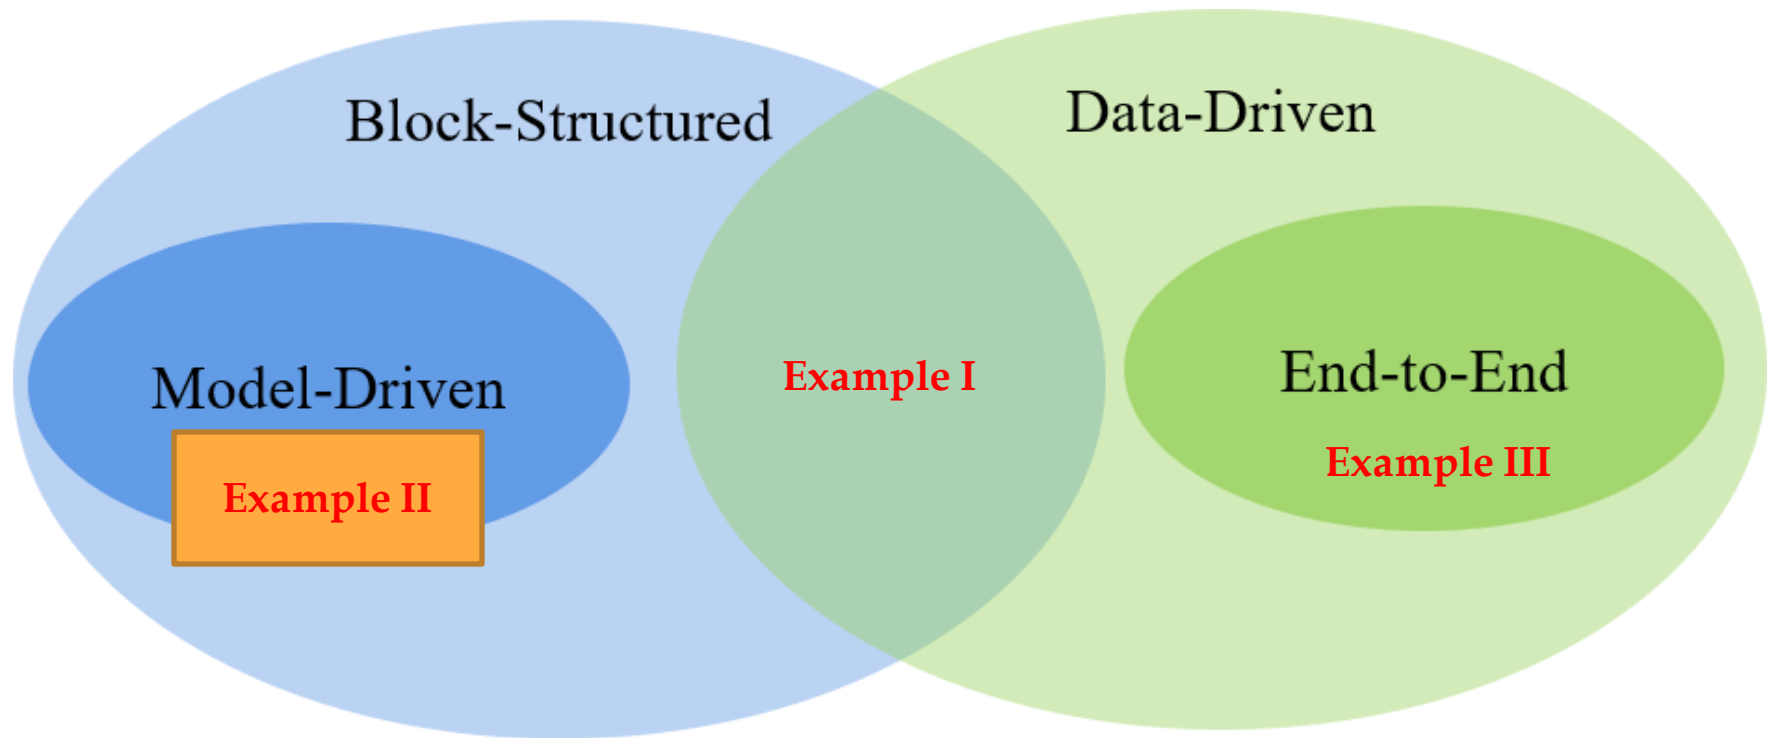 Block-Structured
Data-Driven
Model-Driven
Example I
End-to-End
Example II
Example III